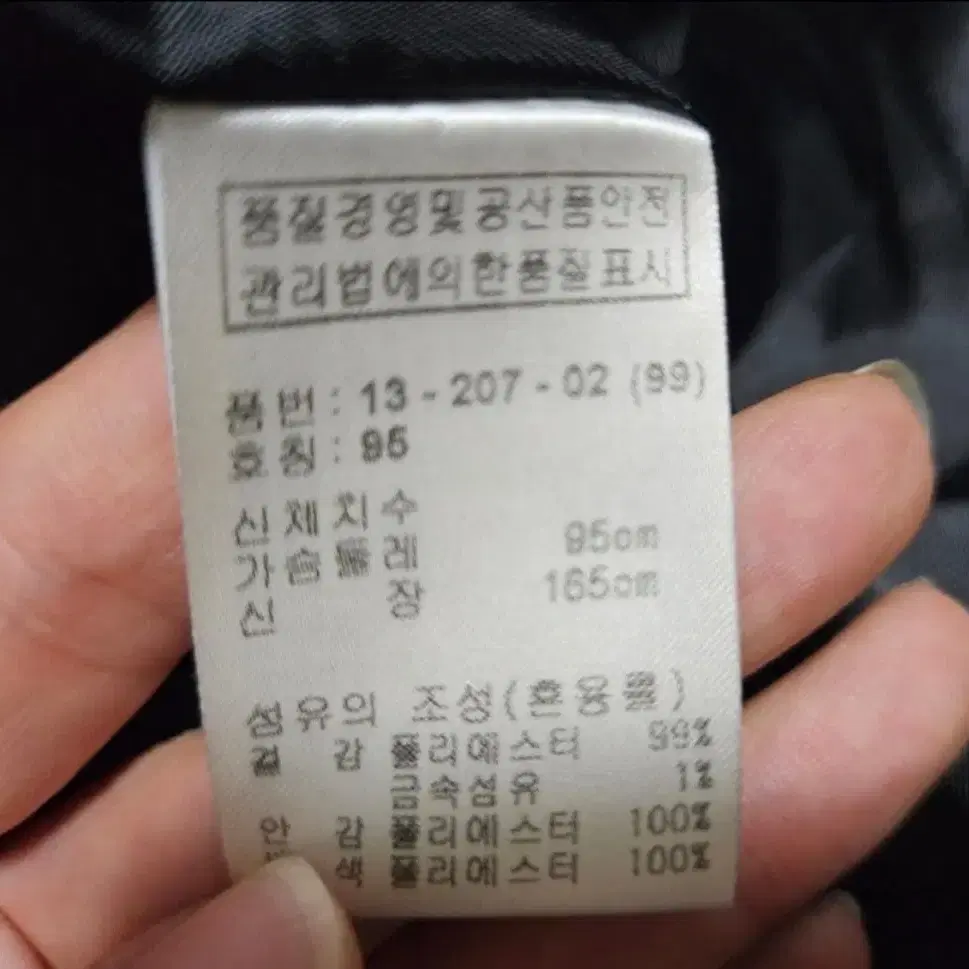 품질경영및공산품안전
관리법에의한품질표시
품번 : 13 - 207 - 02 (99)
호칭 : 95
신체치수
가슴둘레 95cm
신장 165cm
섬유의 조성(혼용률)
겉감 폴리에스터 99%
금속섬유 1%
안감 폴리에스터 100%
색 폴리에스터 100%